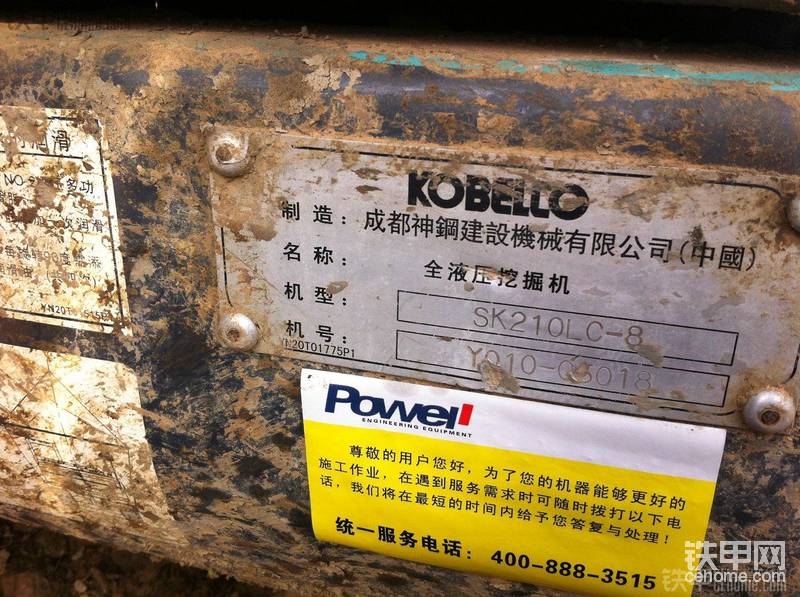 KOBELCO
制造：成都神鋼建設機械有限公司(中國)
名称：全液压挖掘机
机型：SK210LC-8
机号：
YN20T01775P1
Powel
ENGINEERING EQUIPMENT
尊敬的用户您好，为了您的机器能够更好的
施工作业，在遇到服务需求时可随时拨打以下电
话，我们将在最短的时间内给予您答复与处理！
统一服务电话：400-888-3515
铁甲网
cehome.com